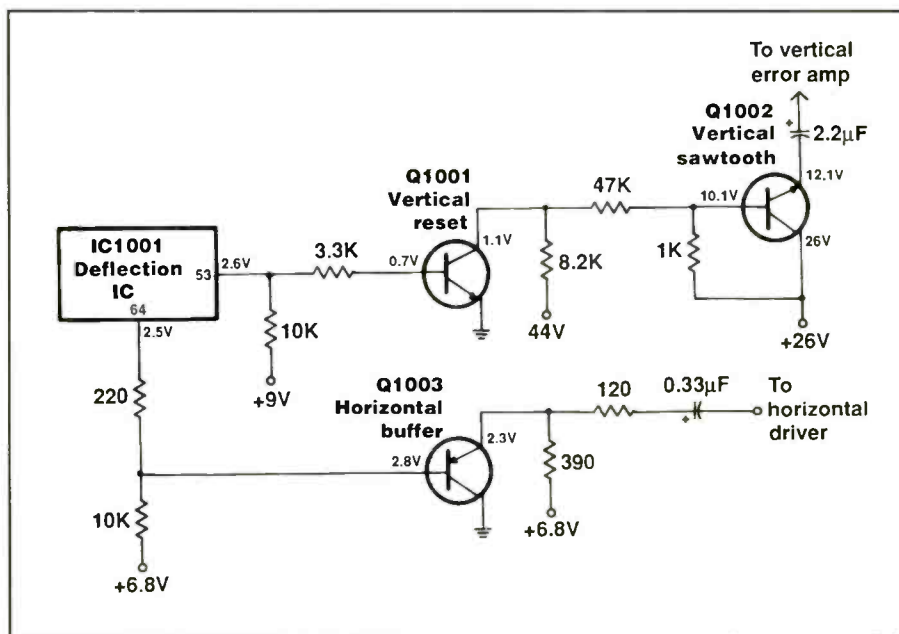 To vertical
error amp
Q1002
Vertical
sawtooth
2.2µF
+
12.1V
Q1001
Vertical
reset
47K
10.1V
26V
IC1001
Deflection
IC
53
64
2.6V
3.3K
0.7V
1.1V
8.2K
1K
2.5V
10K
+9V
44V
+26V
220
Q1003
Horizontal
buffer
120
0.33µF
+
To
horizontal
driver
2.3V
2.8V
390
10K
+6.8V
+6.8V